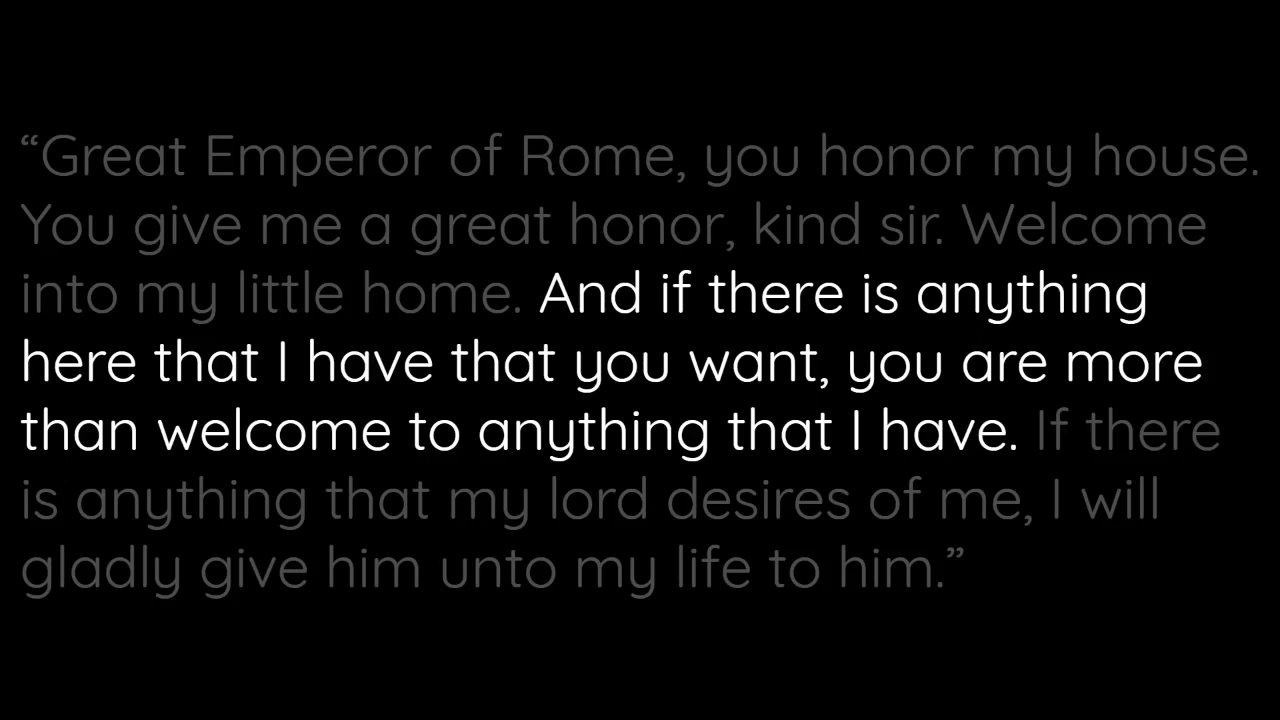 “Great Emperor of Rome, you honor my house.
You give me a great honor, kind sir. Welcome
into my little home. And if there is anything
here that I have that you want, you are more
than welcome to anything that I have. If there
is anything that my lord desires of me, I will
gladly give him unto my life to him.”